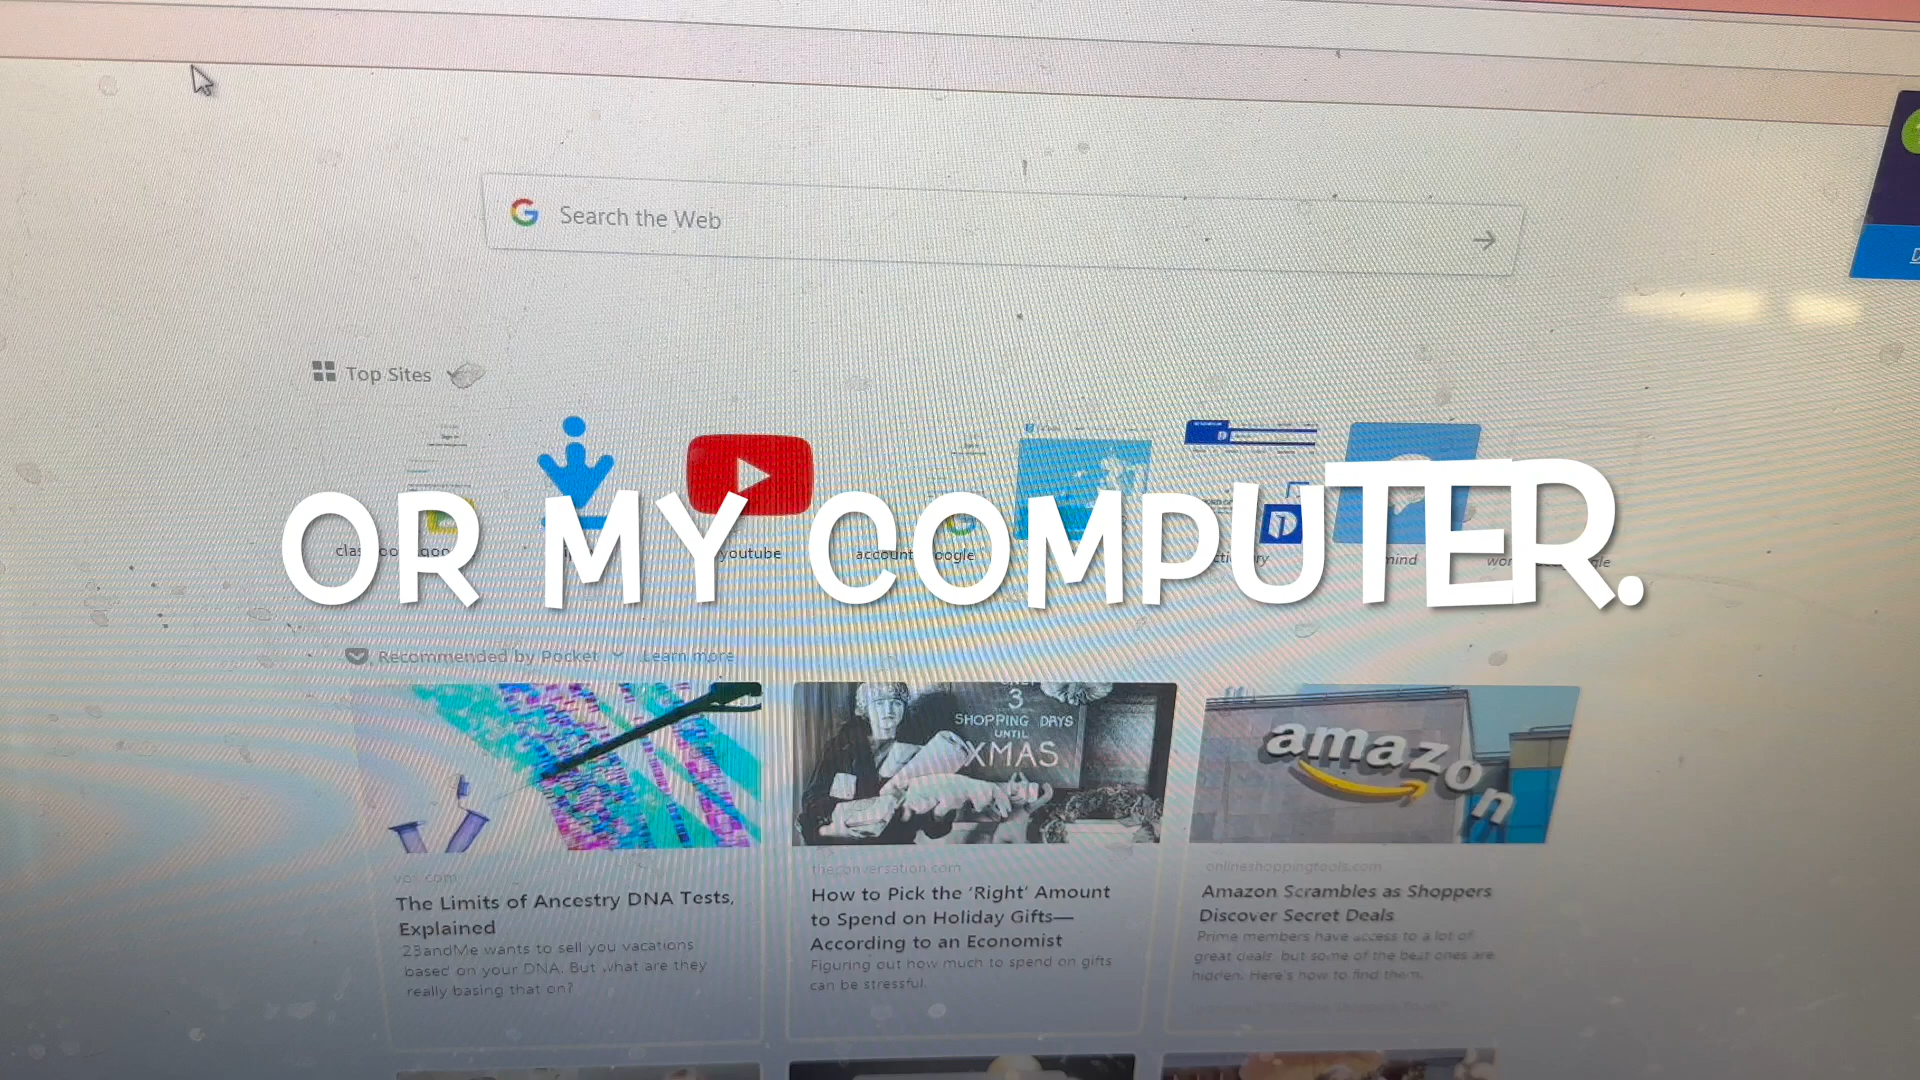 Search the Web
Top Sites
youtube
mind
OR MY COMPUTER.
Recommended by Pocket Learn more
3
SHOPPING DAYS
UNTIL
XMAS
amazon
theconversation.com
onlineshoppingtools.com
The Limits of Ancestry DNA Tests,
Explained
23andMe wants to sell you vacations
based on your DNA. But what are they
really basing that on?
How to Pick the ‘Right’ Amount
to Spend on Holiday Gifts—
According to an Economist
Figuring out how much to spend on gifts
can be stressful.
Amazon Scrambles as Shoppers
Discover Secret Deals
Prime members have access to a lot of
great deals, but some of the best ones are
hidden. Here's how to find them.